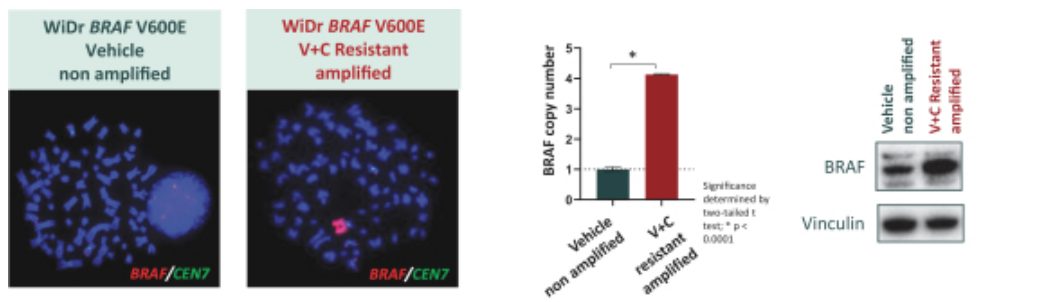 WiDr BRAF V600E
Vehicle
non amplified
BRAF/CEN7
WiDr BRAF V600E
V+C Resistant
amplified
BRAF/CEN7
BRAF copy number
5
4
3
2
1
0
*
Vehicle
non amplified
V+C
resistant
amplified
Significance
determined by
two-tailed t
test; * p <
0.0001
Vehicle
non amplified
V+C Resistant
amplified
BRAF
Vinculin